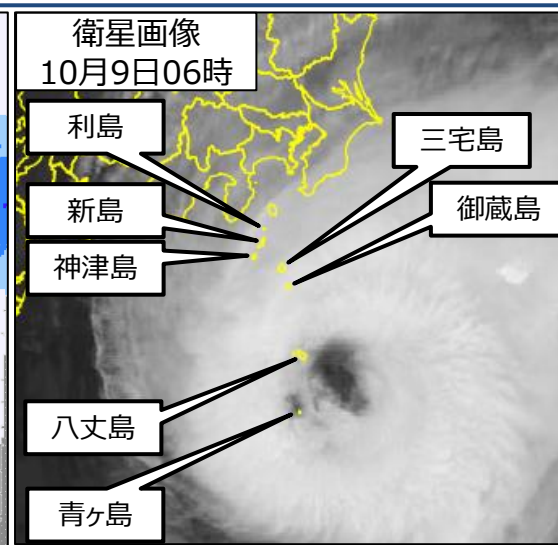 衛星画像
10月9日06時
利島
三宅島
新島
御蔵島
神津島
八丈島
青ヶ島